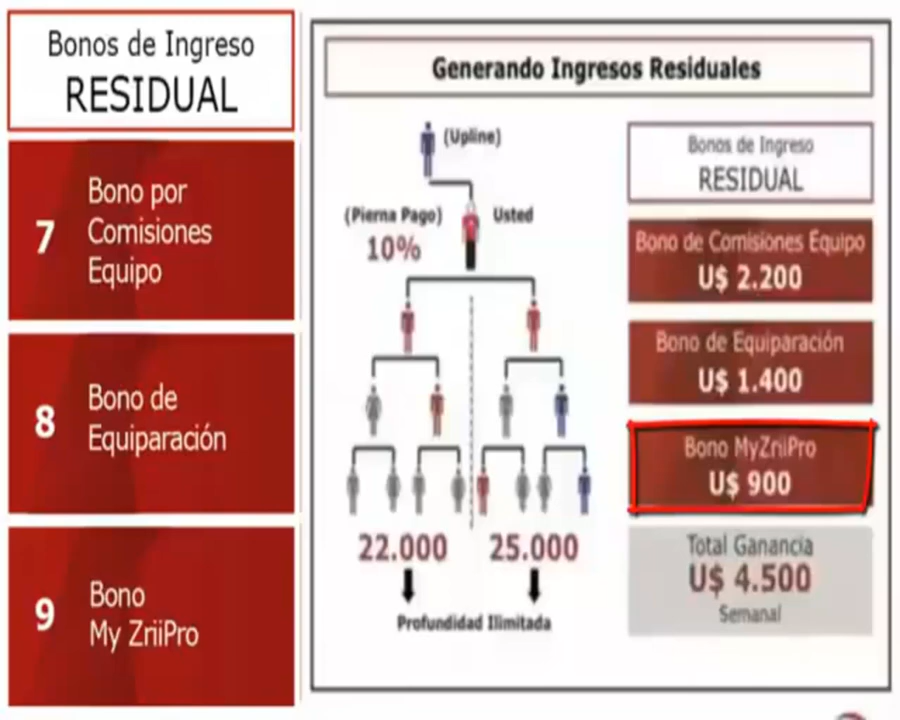 Bonos de Ingreso
RESIDUAL
7
Bono por
Comisiones
Equipo
8
Bono de
Equiparación
9
Bono
My ZriiPro
Generando Ingresos Residuales
(Upline)
(Pierna Pago)
Usted
10%
22.000
25.000
Profundidad Ilimitada
Bonos de Ingreso
RESIDUAL
Bono de Comisiones Equipo
U$ 2.200
Bono de Equiparación
U$ 1.400
Bono MyZriiPro
U$ 900
Total Ganancia
U$ 4.500
Semanal